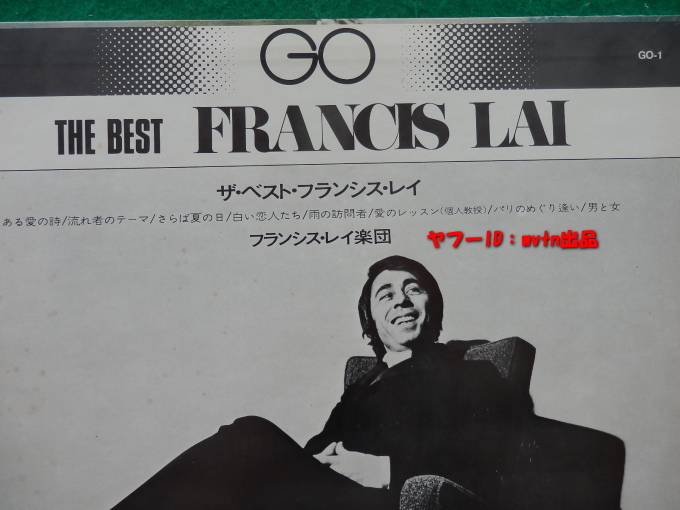 GO
GO-1
THE BEST FRANCIS LAI
ザ・ベスト・フランシス・レイ
ある愛の詩/流れ者のテーマ/さらば夏の日/白い恋人たち/雨の訪問者/愛のレッスン(個人教授)/パリのめぐり逢い/男と女
フランシス・レイ楽団
ヤフーID:mvtn出品